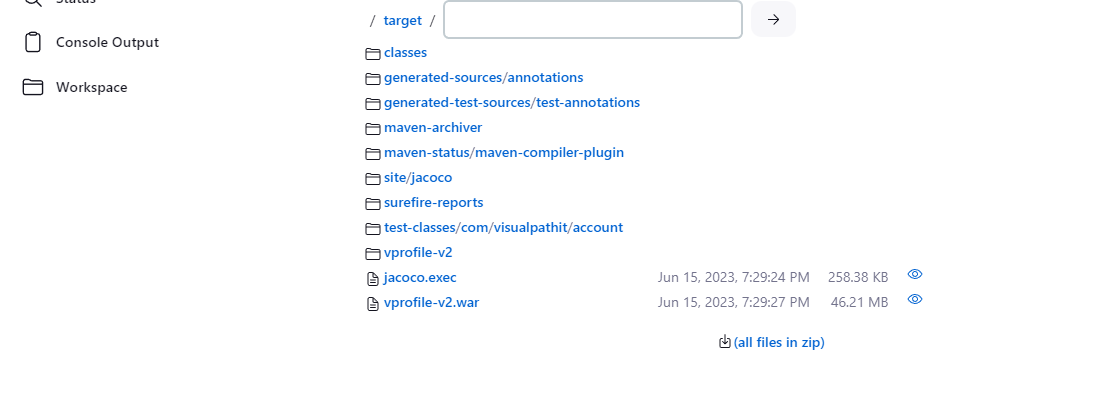 Status
Console Output
Workspace
/ target /
classes
generated-sources/annotations
generated-test-sources/test-annotations
maven-archiver
maven-status/maven-compiler-plugin
site/jacoco
surefire-reports
test-classes/com/visualpathit/account
vprofile-v2
jacoco.exec Jun 15, 2023, 7:29:24 PM 258.38 KB
vprofile-v2.war Jun 15, 2023, 7:29:27 PM 46.21 MB
(all files in zip)